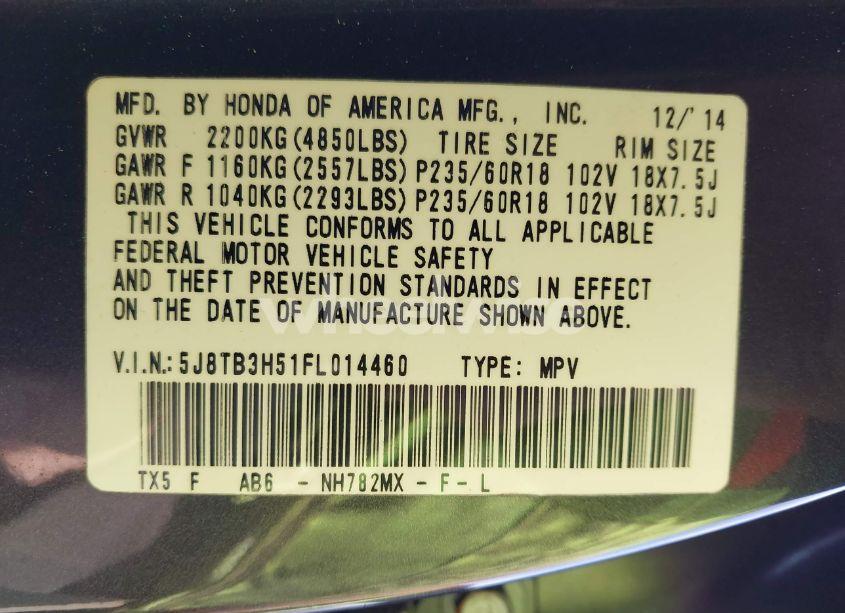 MFD. BY HONDA OF AMERICA MFG., INC. 12/'14
GVWR 2200KG(4850LBS) TIRE SIZE RIM SIZE
GAWR F 1160KG(2557LBS) P235/60R18 102V 18X7.5J
GAWR R 1040KG(2293LBS) P235/60R18 102V 18X7.5J
THIS VEHICLE CONFORMS TO ALL APPLICABLE
FEDERAL MOTOR VEHICLE SAFETY
AND THEFT PREVENTION STANDARDS IN EFFECT
ON THE DATE OF MANUFACTURE SHOWN ABOVE.
V.I.N.: 5J8TB3H51FL014460 TYPE: MPV
TX5 F AB6 - NH782MX - F - L